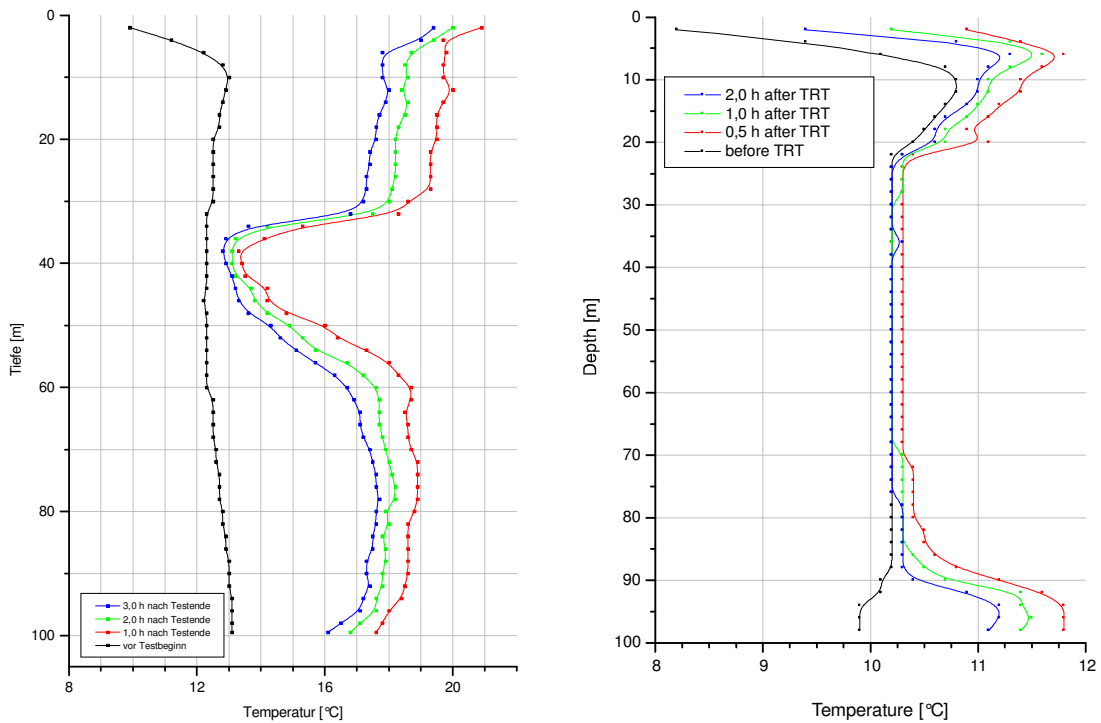 0
20
40
60
80
100
Tiefe [m]
8
12
16
20
Temperatur [°C]
3,0 h nach Testende
2,0 h nach Testende
1,0 h nach Testende
vor Testbeginn
0
10
20
30
40
50
60
70
80
90
100
Depth [m]
8
9
10
11
12
Temperature [°C]
2,0 h after TRT
1,0 h after TRT
0,5 h after TRT
before TRT